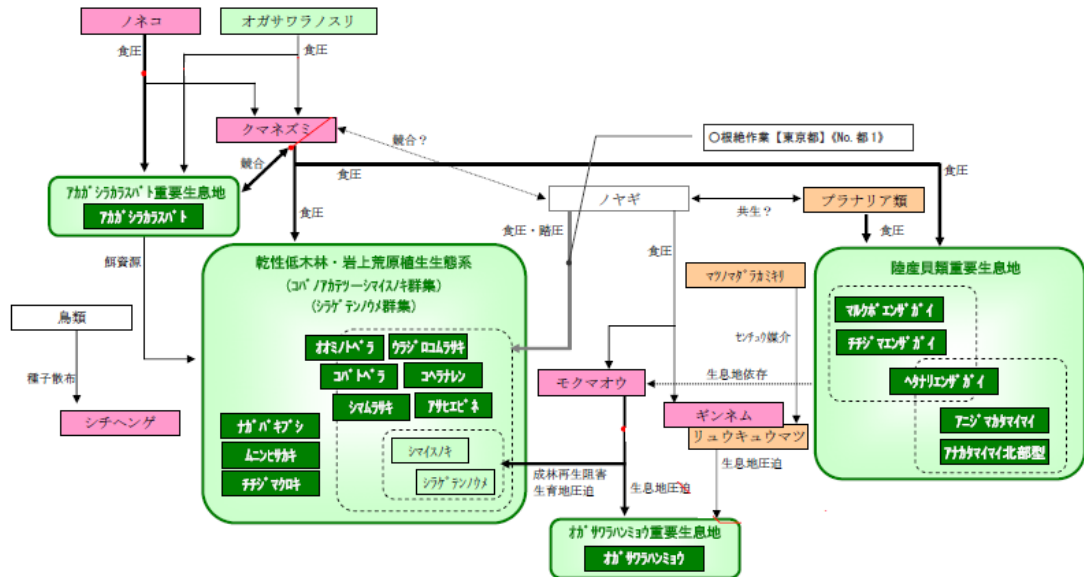 ノネコ
オガサワラノスリ
食圧
食圧
クマネズミ
競合？
○根絶作業【東京都】《No. 都1》
競合
食圧
食圧
ｱｶｶﾞｼﾗｶﾗｽﾊﾞﾄ重要生息地
ｱｶｶﾞｼﾗｶﾗｽﾊﾞﾄ
食圧
ノヤギ
共生？
プラナリア類
食圧・踏圧
食圧
食圧
餌資源
乾性低木林・岩上荒原植生生態系
（ｺﾊﾞﾉｱｶﾃﾂｰｼﾏｲｽﾉｷ群集）
（ｼﾗｹﾞﾃﾝﾉｳﾒ群集）
ﾏﾂﾉﾏﾀﾞﾗｶﾐｷﾘ
陸産貝類重要生息地
鳥類
ｵｵﾐﾉﾄﾍﾞﾗ
ｳﾗｼﾞﾛｺﾑﾗｻｷ
ｾﾝﾁｭｳ媒介
ﾏﾙｸﾎﾞｴﾝｻﾞｶﾞｲ
ﾁﾁｼﾞﾏｴﾝｻﾞｶﾞｲ
種子散布
ｺﾊﾞﾄﾍﾞﾗ
ｺﾍﾗﾅﾚﾝ
モクマオウ
生息地依存
ﾍﾀﾅﾘｴﾝｻﾞｶﾞｲ
シチヘンゲ
ｼﾏﾑﾗｻｷ
ｱｻﾋｴﾋﾞﾈ
ギンネム
ｱﾆｼﾞﾏｶﾀﾏｲﾏｲ
ﾅｶﾞﾊﾞｷﾌﾞｼ
リュウキュウマツ
ｱﾅｶﾀﾏｲﾏｲ北部型
ﾑﾆﾝﾋｻｶｷ
ｼﾏｲｽﾉｷ
成林再生阻害
生育地圧迫
生息地圧迫
生息地圧迫
ﾁﾁｼﾞﾏｸﾛｷ
ｼﾗｹﾞﾃﾝﾉｳﾒ
ｵｶﾞｻﾜﾗﾊﾝﾐｮｳ重要生息地
ｵｶﾞｻﾜﾗﾊﾝﾐｮｳ